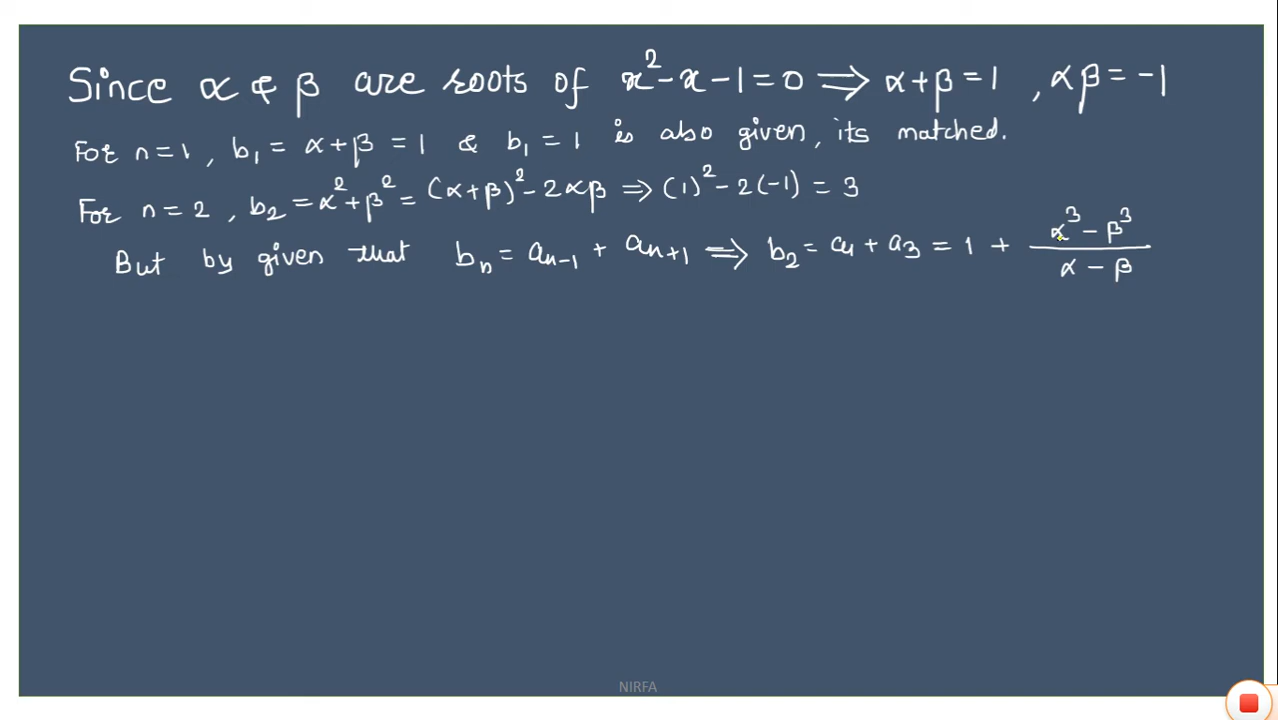 Since α & β are roots of x² - x - 1 = 0 ⟹ α + β = 1 , αβ = -1
For n = 1 , b₁ = α + β = 1 & b₁ = 1 is also given, its matched.
For n = 2 , b₂ = α² + β² = (α + β)² - 2αβ ⟹ (1)² - 2(-1) = 3
But by given that bₙ = aₙ₋₁ + aₙ₊₁ ⟹ b₂ = a₁ + a₃ = 1 + (α³ - β³)/(α - β)
NIRFA